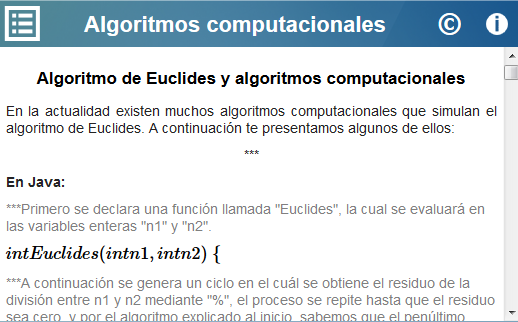 Algoritmos computacionales
©
i
Algoritmo de Euclides y algoritmos computacionales
En la actualidad existen muchos algoritmos computacionales que simulan el
algoritmo de Euclides. A continuación te presentamos algunos de ellos:
***
En Java:
***Primero se declara una función llamada "Euclides", la cual se evaluará en
las variables enteras "n1" y "n2".
intEuclides(intn1, intn2) {
***A continuación se genera un ciclo en el cuál se obtiene el residuo de la
división entre n1 y n2 mediante "%", el proceso se repite hasta que el residuo
sea cero, y por el algoritmo explicado al inicio, sabemos que el penúltimo